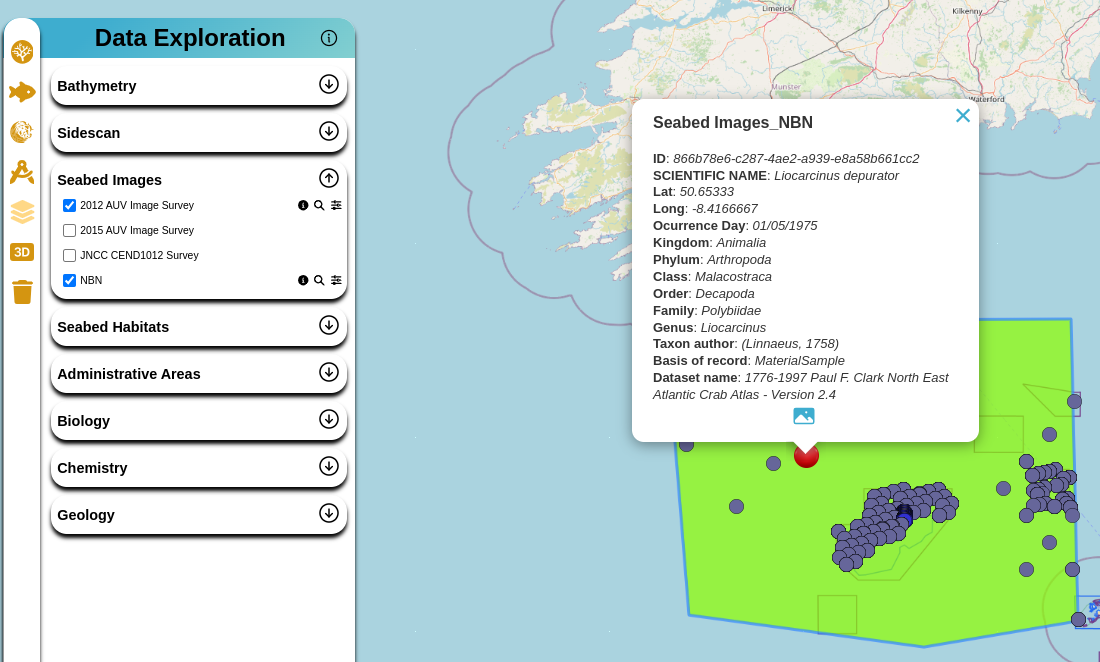 Data Exploration
Bathymetry
Sidescan
Seabed Images
2012 AUV Image Survey
2015 AUV Image Survey
JNCC CEND1012 Survey
NBN
Seabed Habitats
Administrative Areas
Biology
Chemistry
Geology
3D
Limerick
Kilkenny
Munster
Waterford
Seabed Images_NBN
ID: 866b78e6-c287-4ae2-a939-e8a58b661cc2
SCIENTIFIC NAME: Liocarcinus depurator
Lat: 50.65333
Long: -8.4166667
Ocurrence Day: 01/05/1975
Kingdom: Animalia
Phylum: Arthropoda
Class: Malacostraca
Order: Decapoda
Family: Polybiidae
Genus: Liocarcinus
Taxon author: (Linnaeus, 1758)
Basis of record: MaterialSample
Dataset name: 1776-1997 Paul F. Clark North East
Atlantic Crab Atlas - Version 2.4